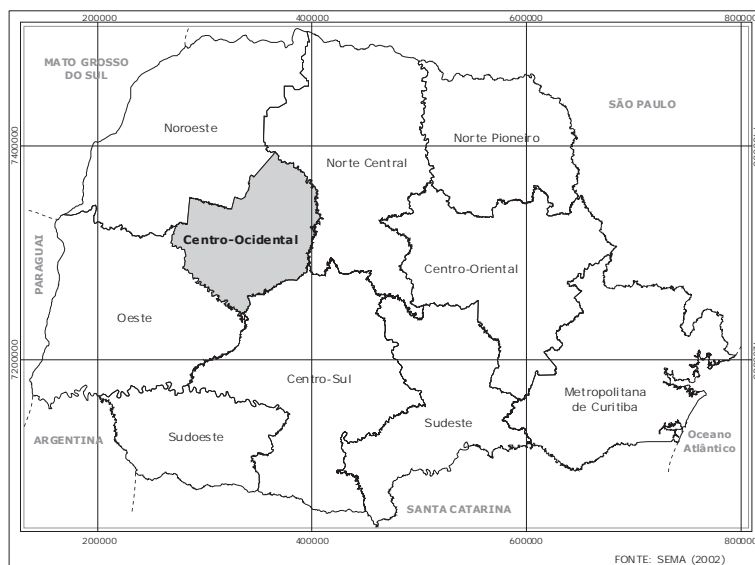 200000
400000
600000
800000
MATO GROSSO
DO SUL
SÃO PAULO
Noroeste
Norte Pioneiro
7400000
Norte Central
Centro-Ocidental
PARAGUAI
Centro-Oriental
Oeste
7200000
Centro-Sul
Metropolitana
de Curitiba
Sudeste
ARGENTINA
Sudoeste
Oceano
Atlântico
SANTA CATARINA
200000
400000
600000
800000
FONTE: SEMA (2002)